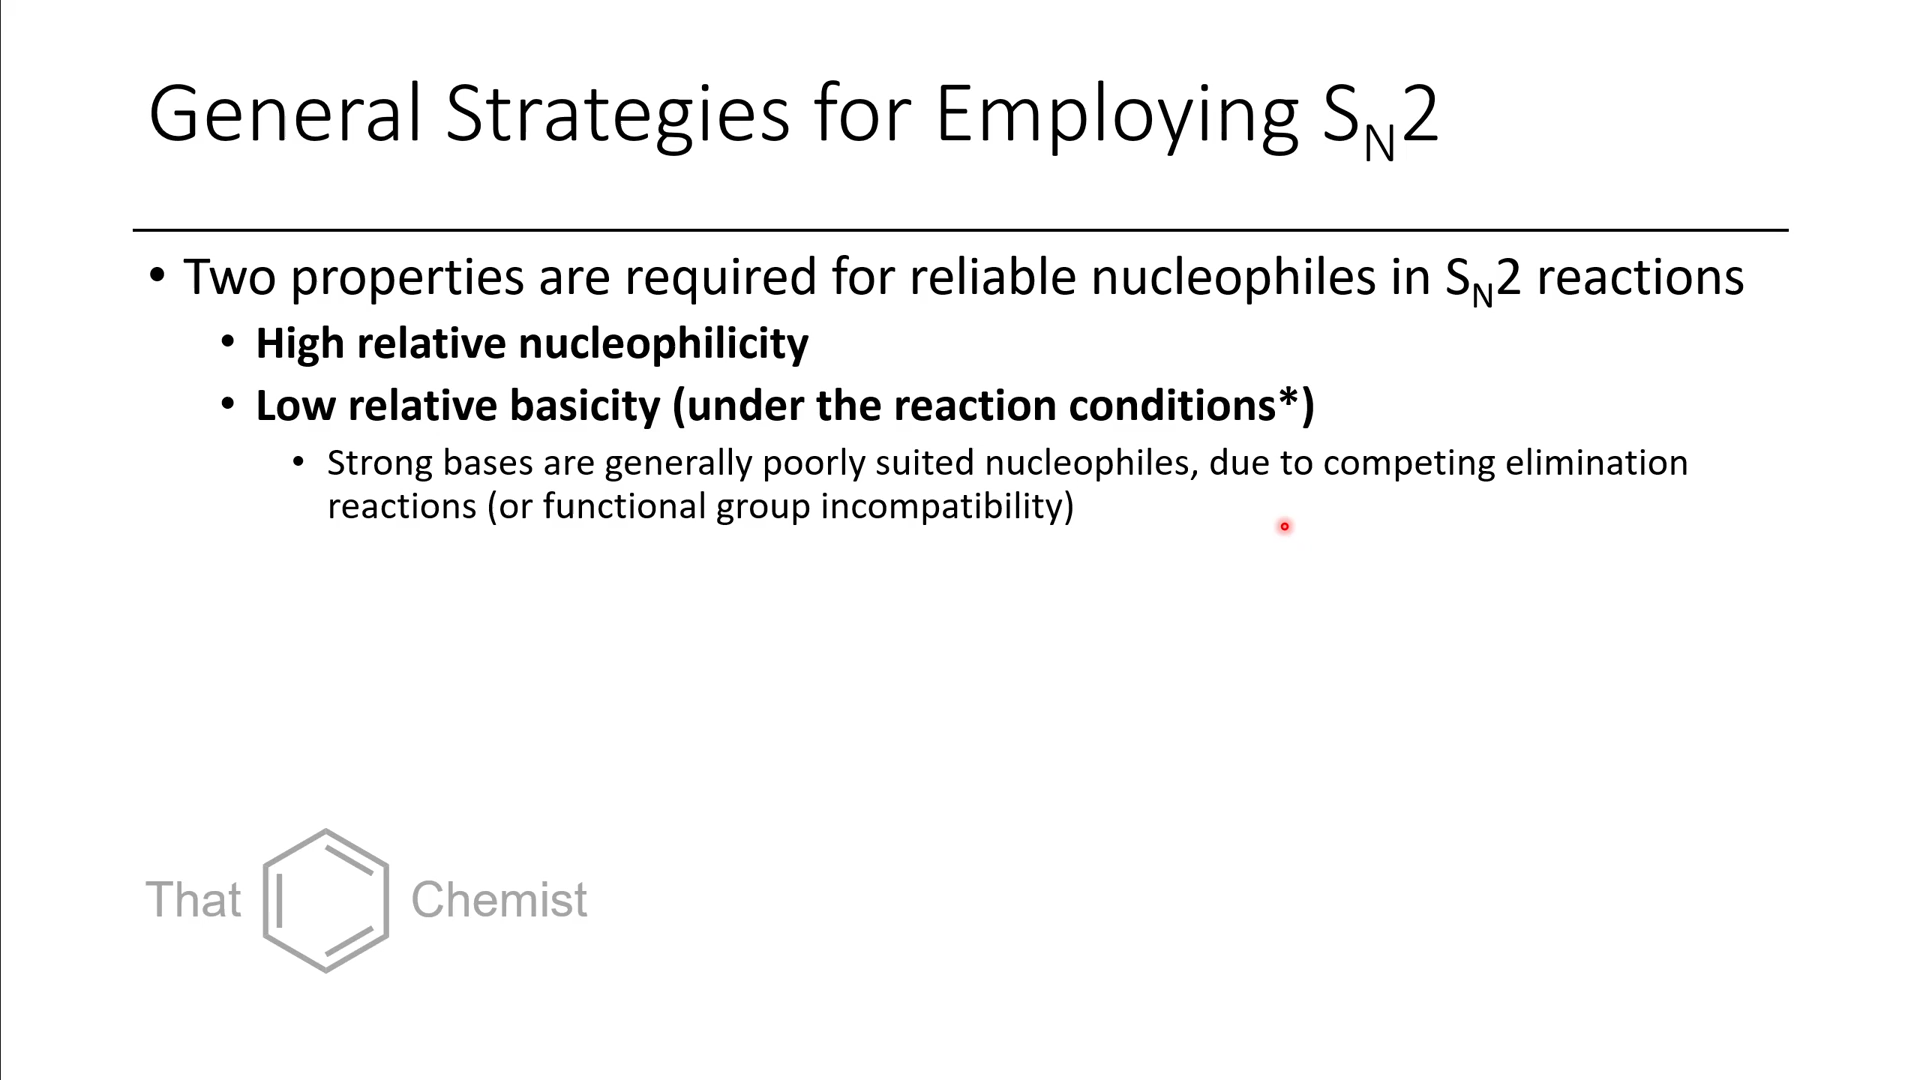 General Strategies for Employing SN2
• Two properties are required for reliable nucleophiles in SN2 reactions
• High relative nucleophilicity
• Low relative basicity (under the reaction conditions*)
• Strong bases are generally poorly suited nucleophiles, due to competing elimination
reactions (or functional group incompatibility)
That Chemist